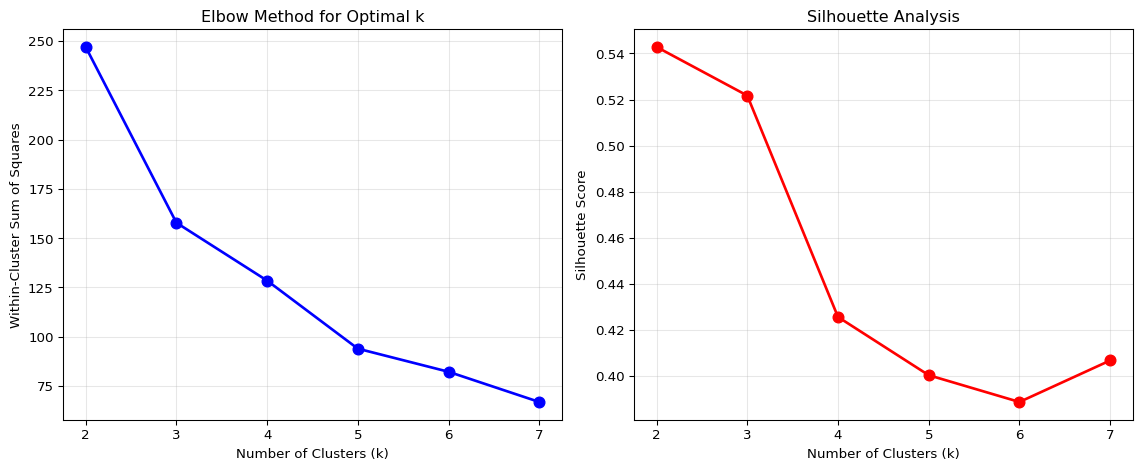 Elbow Method for Optimal k
Within-Cluster Sum of Squares
250
225
200
175
150
125
100
75
2 3 4 5 6 7
Number of Clusters (k)
Silhouette Analysis
Silhouette Score
0.54
0.52
0.50
0.48
0.46
0.44
0.42
0.40
2 3 4 5 6 7
Number of Clusters (k)